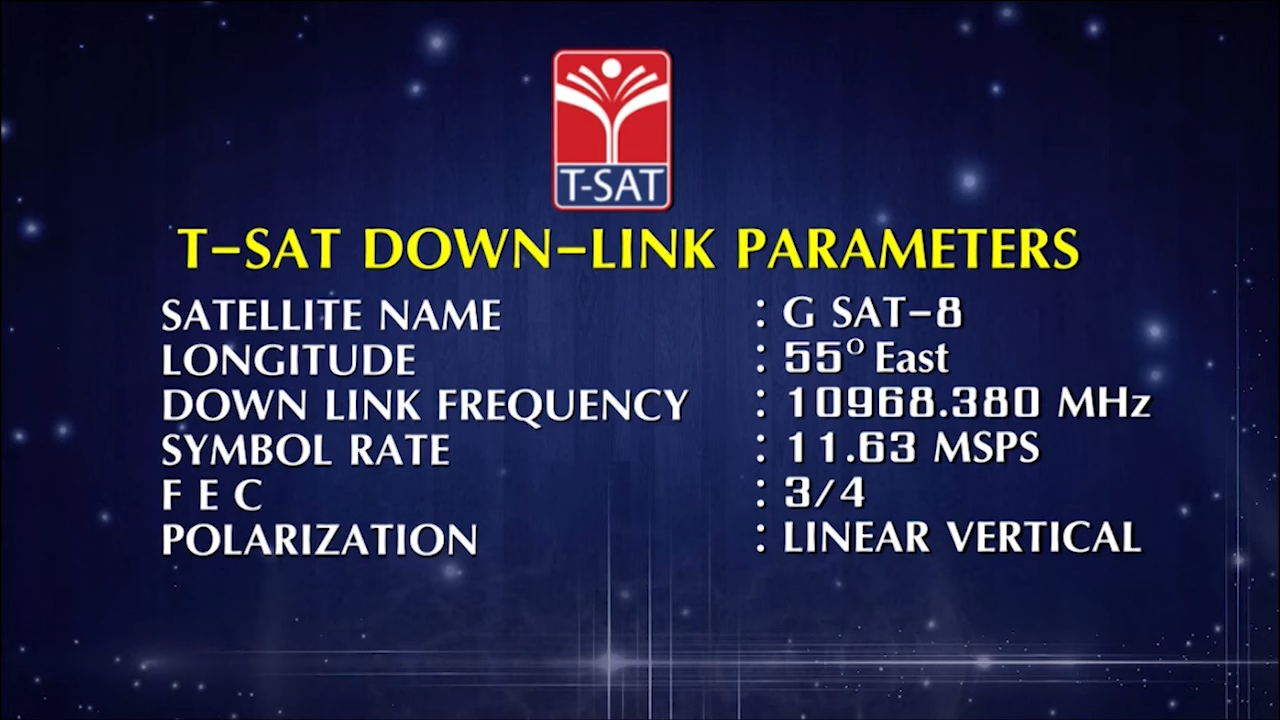 T-SAT
T-SAT DOWN-LINK PARAMETERS
SATELLITE NAME : G SAT-8
LONGITUDE : 55° East
DOWN LINK FREQUENCY : 10968.380 MHz
SYMBOL RATE : 11.63 MSPS
F E C : 3/4
POLARIZATION : LINEAR VERTICAL